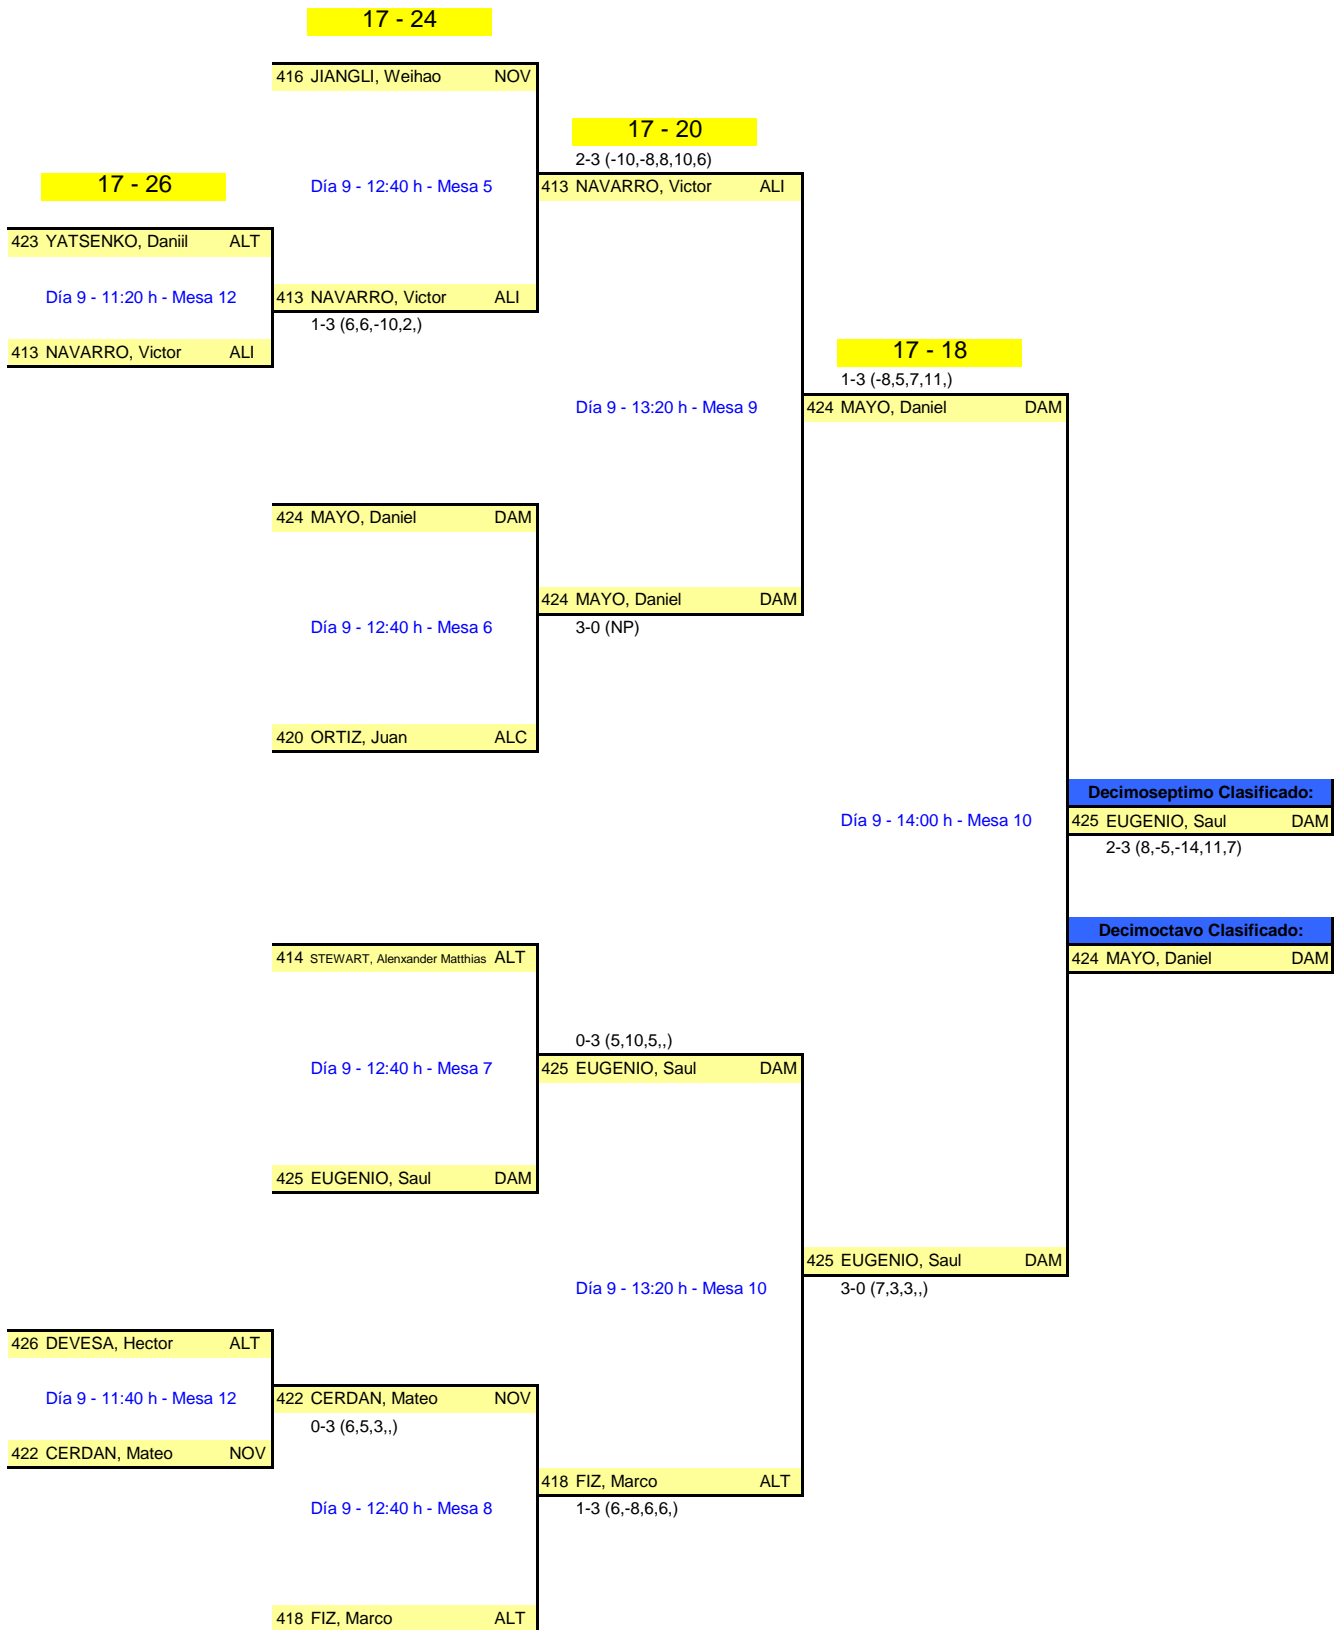 17 - 24
416 JIANGLI, Weihao NOV
17 - 20
2-3 (-10,-8,8,10,6)
17 - 26
Día 9 - 12:40 h - Mesa 5
413 NAVARRO, Victor ALI
423 YATSENKO, Daniil ALT
Día 9 - 11:20 h - Mesa 12
413 NAVARRO, Victor ALI
1-3 (6,6,-10,2,)
413 NAVARRO, Victor ALI
17 - 18
1-3 (-8,5,7,11,)
Día 9 - 13:20 h - Mesa 9
424 MAYO, Daniel DAM
424 MAYO, Daniel DAM
424 MAYO, Daniel DAM
Día 9 - 12:40 h - Mesa 6
3-0 (NP)
420 ORTIZ, Juan ALC
Decimoseptimo Clasificado:
Día 9 - 14:00 h - Mesa 10
425 EUGENIO, Saul DAM
2-3 (8,-5,-14,11,7)
Decimoctavo Clasificado:
414 STEWART, Alenxander Matthias ALT
424 MAYO, Daniel DAM
0-3 (5,10,5,,)
Día 9 - 12:40 h - Mesa 7
425 EUGENIO, Saul DAM
425 EUGENIO, Saul DAM
425 EUGENIO, Saul DAM
Día 9 - 13:20 h - Mesa 10
3-0 (7,3,3,,)
426 DEVESA, Hector ALT
Día 9 - 11:40 h - Mesa 12
422 CERDAN, Mateo NOV
0-3 (6,5,3,,)
422 CERDAN, Mateo NOV
418 FIZ, Marco ALT
Día 9 - 12:40 h - Mesa 8
1-3 (6,-8,6,6,)
418 FIZ, Marco ALT